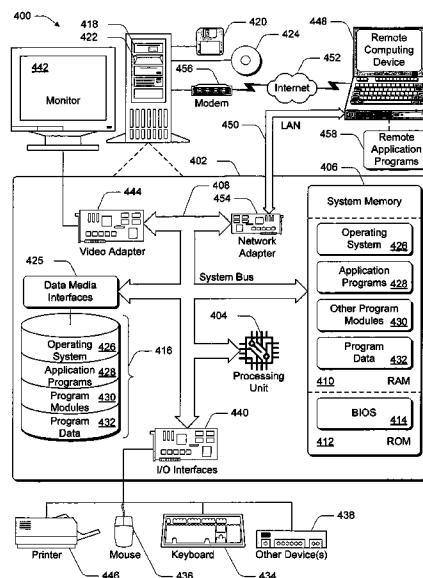 400
418
422
420
424
448
Remote
Computing
Device
442
Monitor
456
Modem
452
Internet
450
LAN
458
Remote
Application
Programs
402
406
444
408
454
Video Adapter
Network
Adapter
System Memory
Operating
System 426
Application
Programs 428
Other Program
Modules 430
Program
Data 432
410 RAM
BIOS
414
412 ROM
425
Data Media
Interfaces
System Bus
404
Processing
Unit
Operating
System 426
Application
Programs 428
Program
Modules 430
Program
Data 432
416
440
I/O Interfaces
438
Printer
Mouse
Keyboard
Other Device(s)
446
436
434